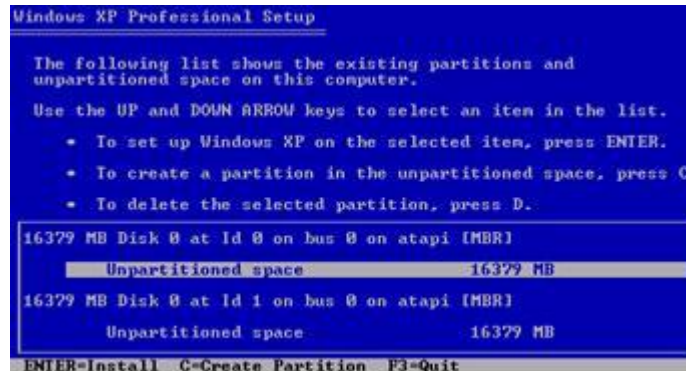 Windows XP Professional Setup
The following list shows the existing partitions and
unpartitioned space on this computer.
Use the UP and DOWN ARROW keys to select an item in the list.
• To set up Windows XP on the selected item, press ENTER.
• To create a partition in the unpartitioned space, press C
• To delete the selected partition, press D.
16379 MB Disk 0 at Id 0 on bus 0 on atapi [MBR]
Unpartitioned space 16379 MB
16379 MB Disk 0 at Id 1 on bus 0 on atapi [MBR]
Unpartitioned space 16379 MB
ENTER=Install C=Create Partition F3=Quit